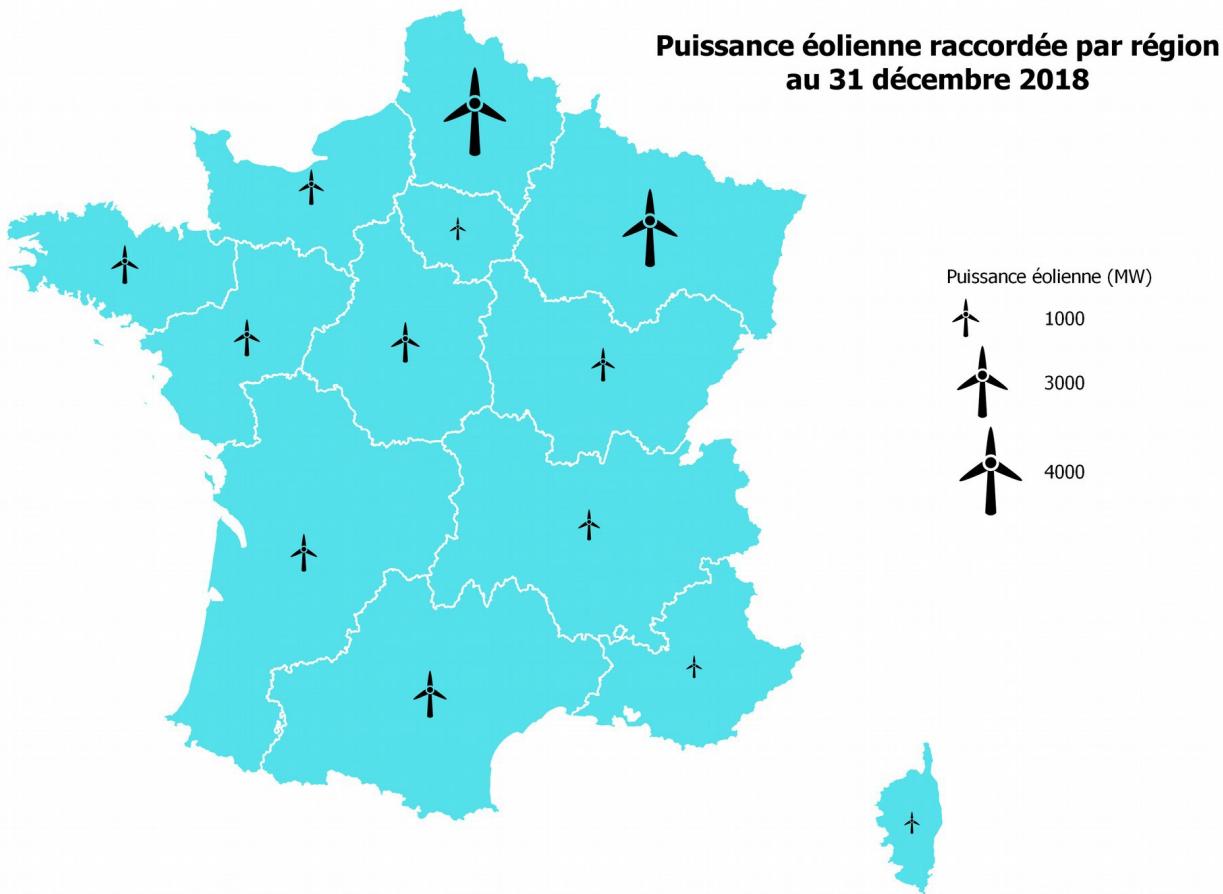 Puissance éolienne raccordée par région
au 31 décembre 2018
Puissance éolienne (MW)
1000
3000
4000